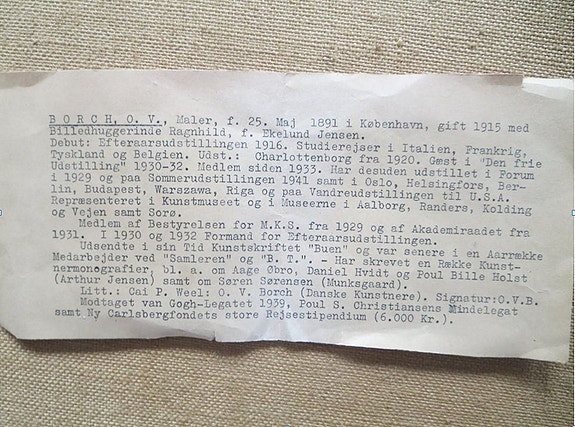 BORCH, O. V., Maler, f. 25. Maj 1891 i København, gift 1915 med
Billedhuggerinde Ragnhild, f. Ekelund Jensen.
Debut: Efteraarsudstillingen 1916. Studierejser i Italien, Frankrig,
Tyskland og Belgien. Udst.: Charlottenborg fra 1920. Gæst i "Den frie
Udstilling" 1930-32. Medlem siden 1933. Har desuden udstillet i Forum
i 1929 og paa Sommerudstillingen 1941 samt i Oslo, Helsingfors, Ber-
lin, Budapest, Warszawa, Riga og paa Vandreudstillingen til U.S.A.
Repræsenteret i Kunstmuseet og i Museerne i Aalborg, Randers, Kolding
og Vejen samt Sorø.
Medlem af Bestyrelsen for M.K.S. fra 1929 og af Akademiraadet fra
1931. I 1930 og 1932 Formand for Efteraarsudstillingen.
Udsendte i sin Tid Kunstskriftet "Buen" og var senere i en Aarrække
Medarbejder ved "Samleren" og "B. T.". - Har skrevet en Række Kunst-
nermonografier, bl. a. om Aage Øbro, Daniel Hvidt og Poul Bille Holst
(Arthur Jensen) samt om Søren Sørensen (Munksgaard).
Litt.: Cai P. Weel: O. V. Borch (Danske Kunstnere). Signatur:O.V.B.
Modtaget van Gogh-Legatet 1939, Poul S. Christiansens Mindelegat
samt Ny Carlsbergfondets store Rejsestipendium (6.000 Kr.).